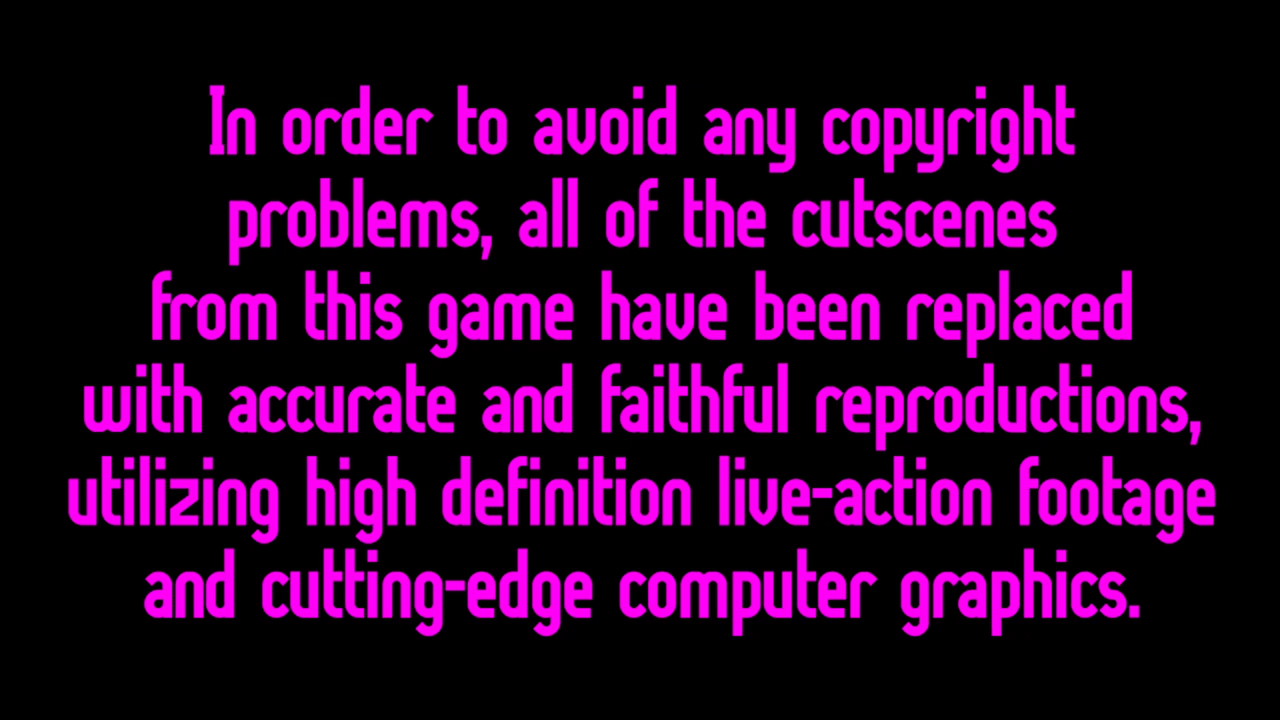 In order to avoid any copyright
problems, all of the cutscenes
from this game have been replaced
with accurate and faithful reproductions,
utilizing high definition live-action footage
and cutting-edge computer graphics.